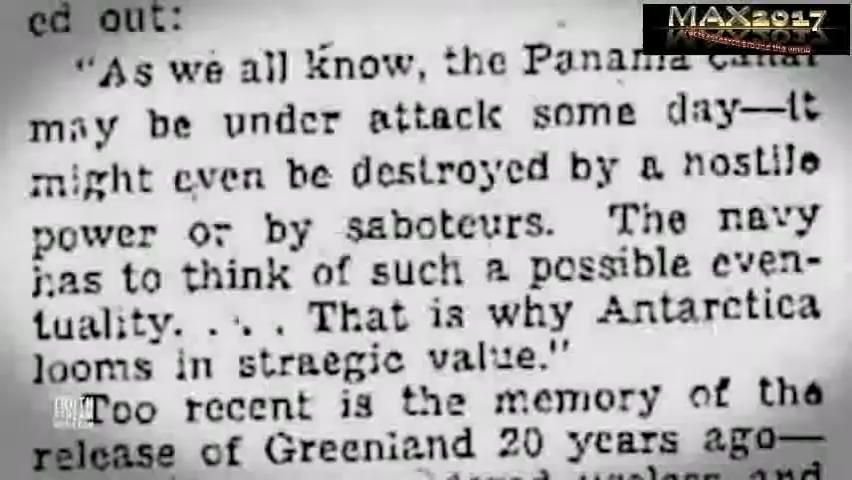 MAX2017
ed out:
"As we all know, the Panama Canal
may be under attack some day—it
might even be destroyed by a hostile
power or by saboteurs. The navy
has to think of such a possible even-
tuality. . . . That is why Antarctica
looms in straegic value."
Too recent is the memory of the
release of Greenland 20 years ago—
useless and